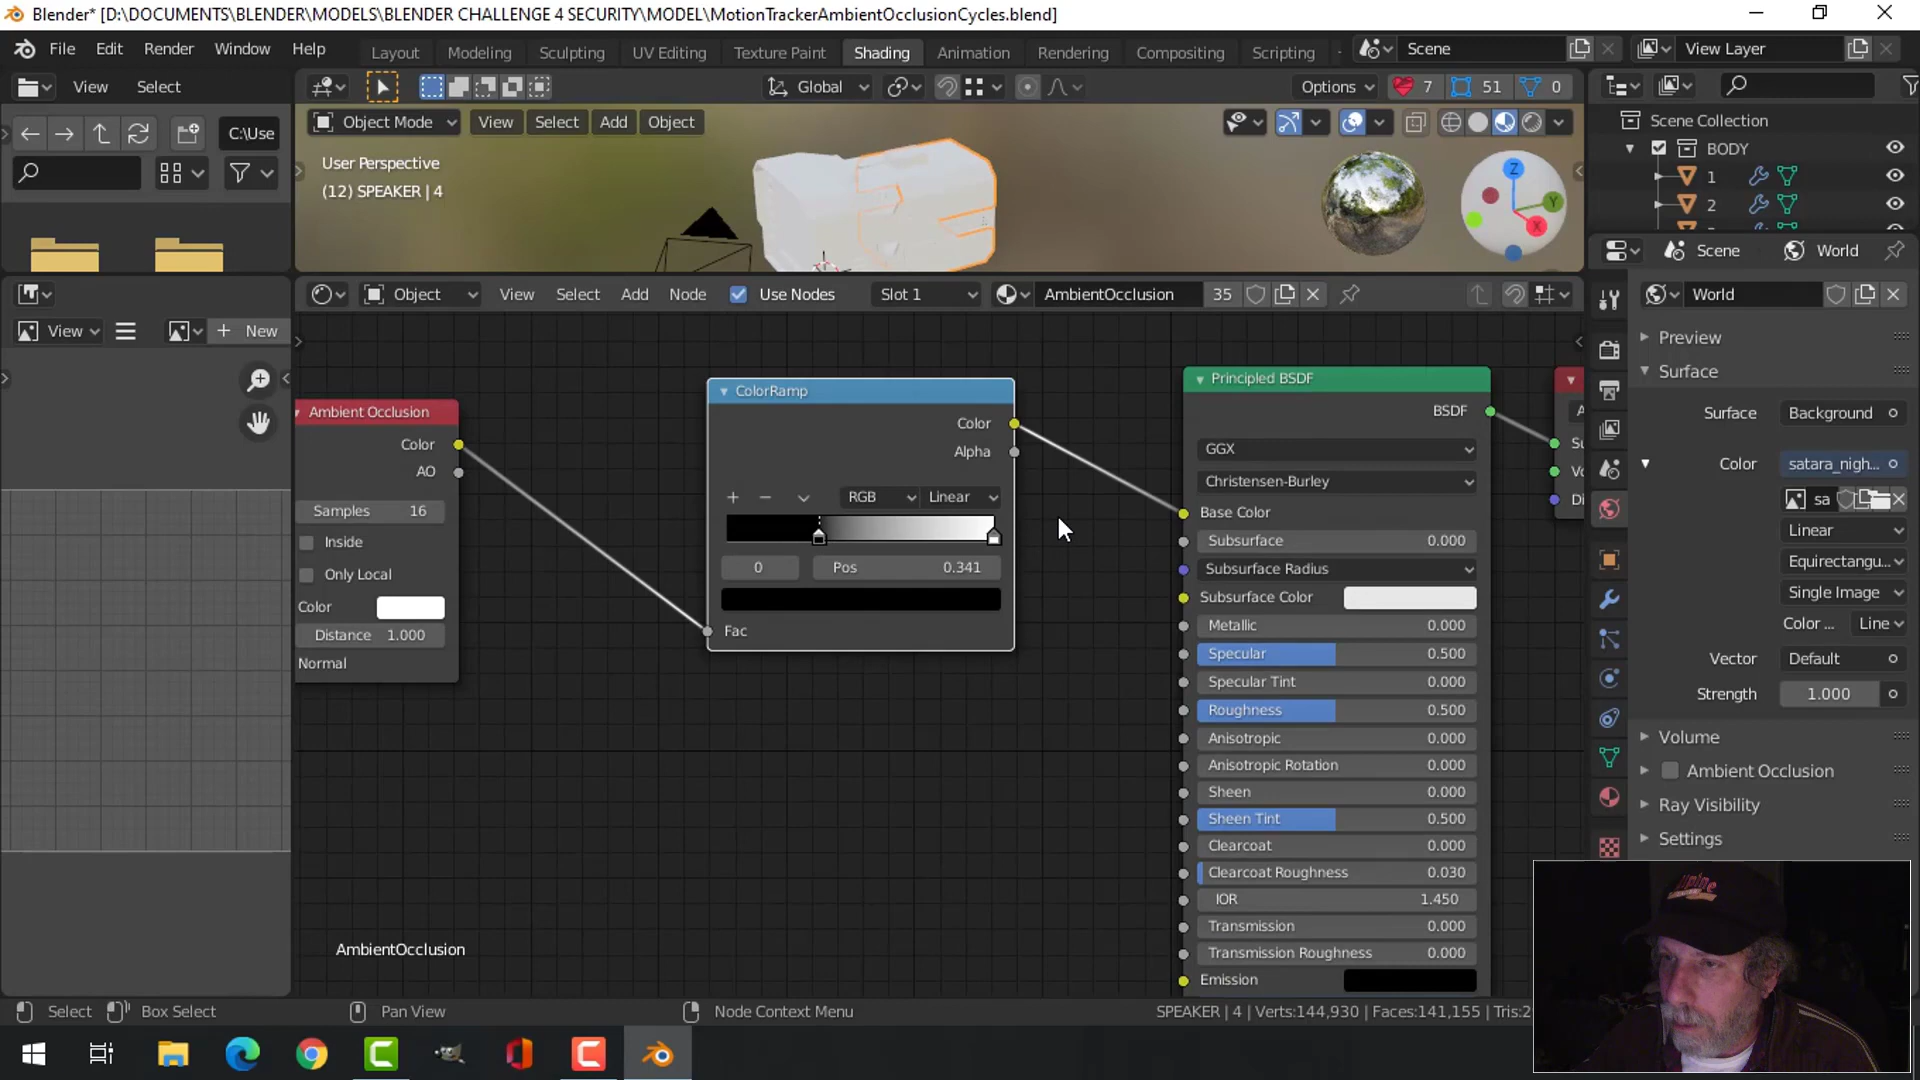 Blender* [D:\DOCUMENTS\BLENDER\MODELS\BLENDER CHALLENGE 4 SECURITY\MODEL\MotionTrackerAmbientOcclusionCycles.blend]
File Edit Render Window Help Layout Modeling Sculpting UV Editing Texture Paint Shading Animation Rendering Compositing Scripting Scene View Layer
View Select Global Options 7 51 0
Object Mode View Select Add Object
C:\Use
User Perspective
(12) SPEAKER | 4
Z
Y
X
Scene Collection
BODY
1
2
Scene World
Object View Select Add Node Use Nodes Slot 1 AmbientOcclusion 35
View New
World
Preview
Surface
Surface Background
Color satara_nigh...
sa
Linear
Equirectangu...
Single Image
Color ... Line
Vector Default
Strength 1.000
Volume
Ambient Occlusion
Ray Visibility
Settings
Ambient Occlusion
Color
AO
Samples 16
Inside
Only Local
Color
Distance 1.000
Normal
ColorRamp
Color
Alpha
RGB Linear
0 Pos 0.341
Fac
Principled BSDF
BSDF
GGX
Christensen-Burley
Base Color
Subsurface 0.000
Subsurface Radius
Subsurface Color
Metallic 0.000
Specular 0.500
Specular Tint 0.000
Roughness 0.500
Anisotropic 0.000
Anisotropic Rotation 0.000
Sheen 0.000
Sheen Tint 0.500
Clearcoat 0.000
Clearcoat Roughness 0.030
IOR 1.450
Transmission 0.000
Transmission Roughness 0.000
Emission
AmbientOcclusion
Select Box Select Pan View Node Context Menu SPEAKER | 4 | Verts:144,930 | Faces:141,155 | Tris:2